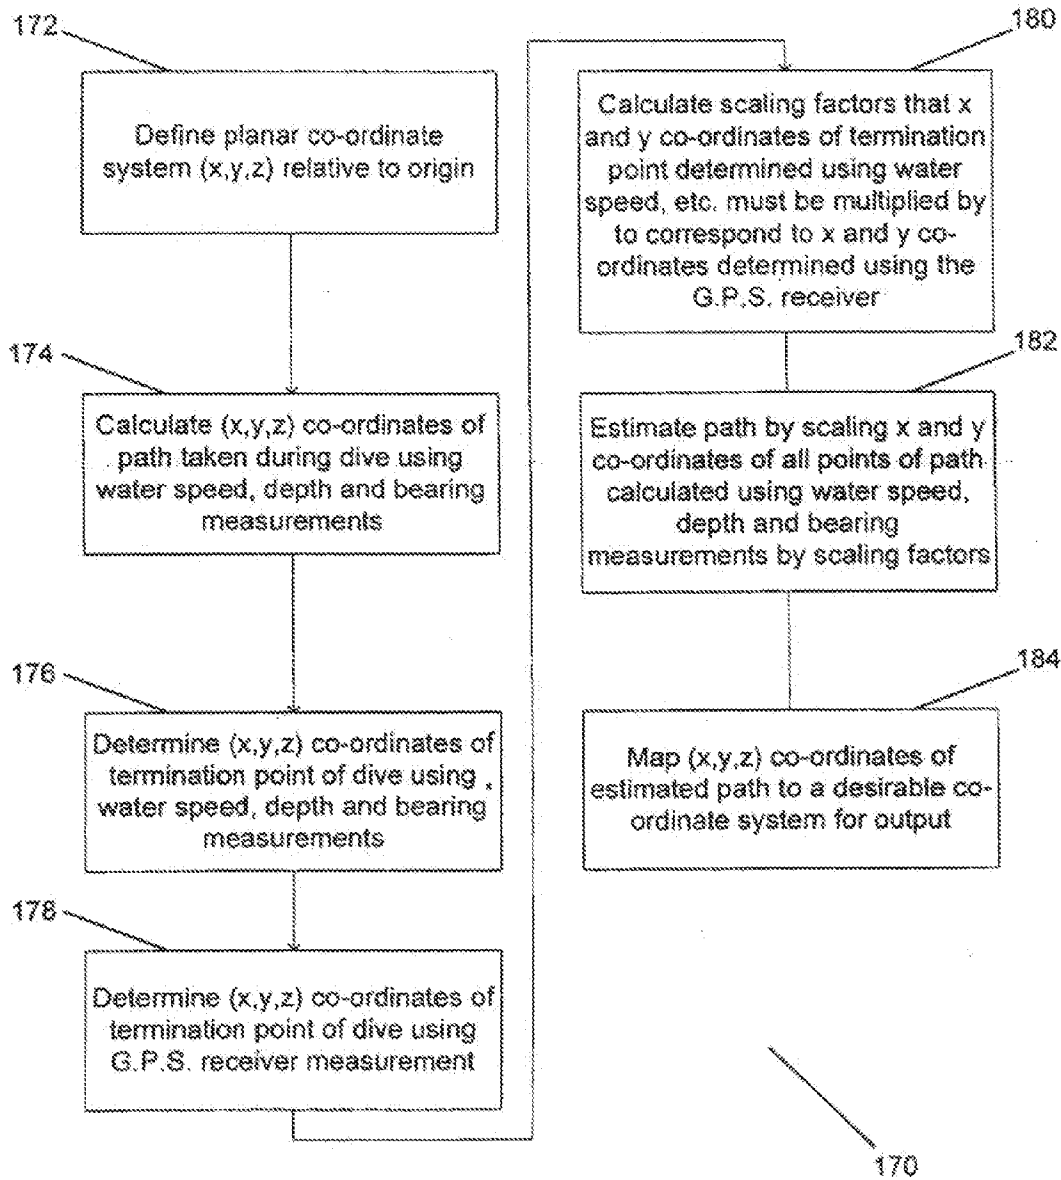 172
Define planar co-ordinate
system (x,y,z) relative to origin
174
Calculate (x,y,z) co-ordinates of
path taken during dive using
water speed, depth and bearing
measurements
176
Determine (x,y,z) co-ordinates of
termination point of dive using
water speed, depth and bearing
measurements
178
Determine (x,y,z) co-ordinates of
termination point of dive using
G.P.S. receiver measurement
180
Calculate scaling factors that x
and y co-ordinates of termination
point determined using water
speed, etc. must be multiplied by
to correspond to x and y co-
ordinates determined using the
G.P.S. receiver
182
Estimate path by scaling x and y
co-ordinates of all points of path
calculated using water speed,
depth and bearing
measurements by scaling factors
184
Map (x,y,z) co-ordinates of
estimated path to a desirable co-
ordinate system for output
170